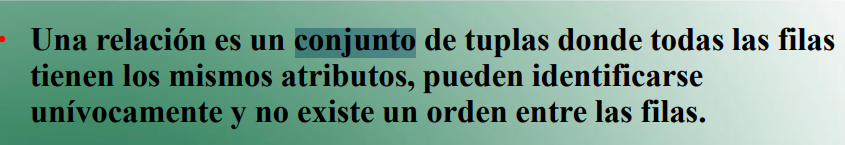 • Una relación es un conjunto de tuplas donde todas las filas
tienen los mismos atributos, pueden identificarse
unívocamente y no existe un orden entre las filas.